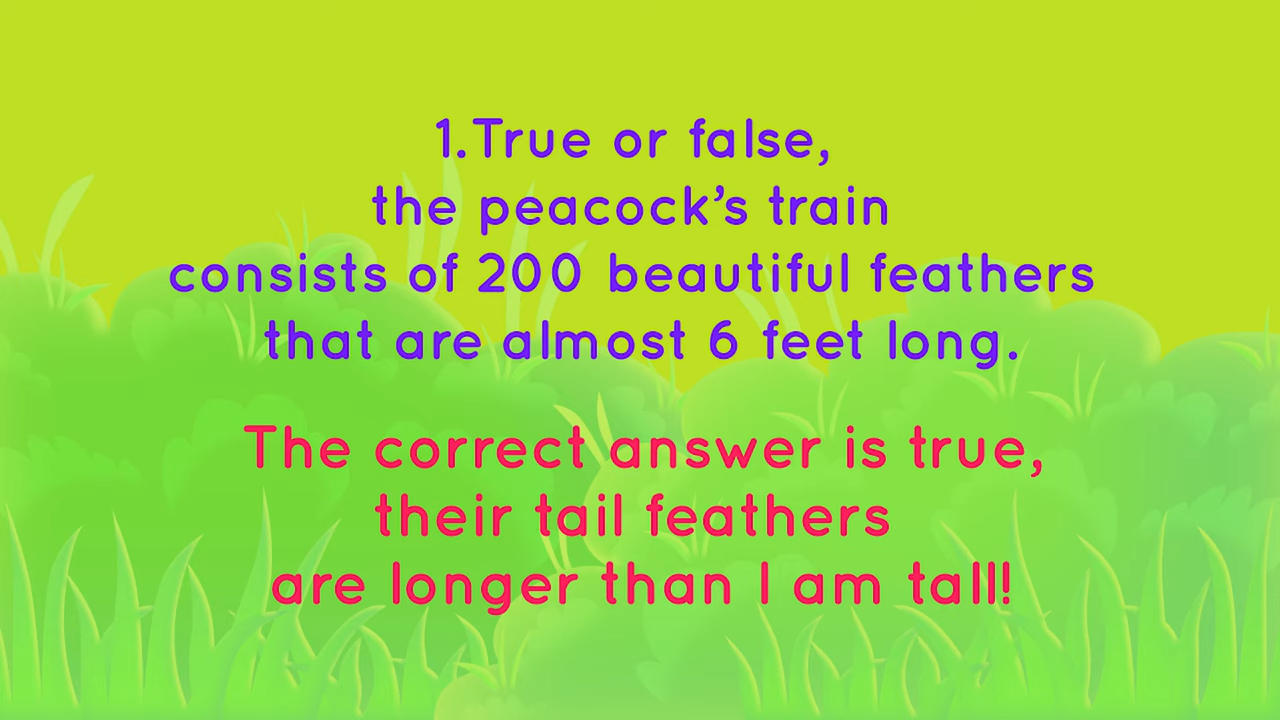 1.True or false,
the peacock's train
consists of 200 beautiful feathers
that are almost 6 feet long.
The correct answer is true,
their tail feathers
are longer than I am tall!